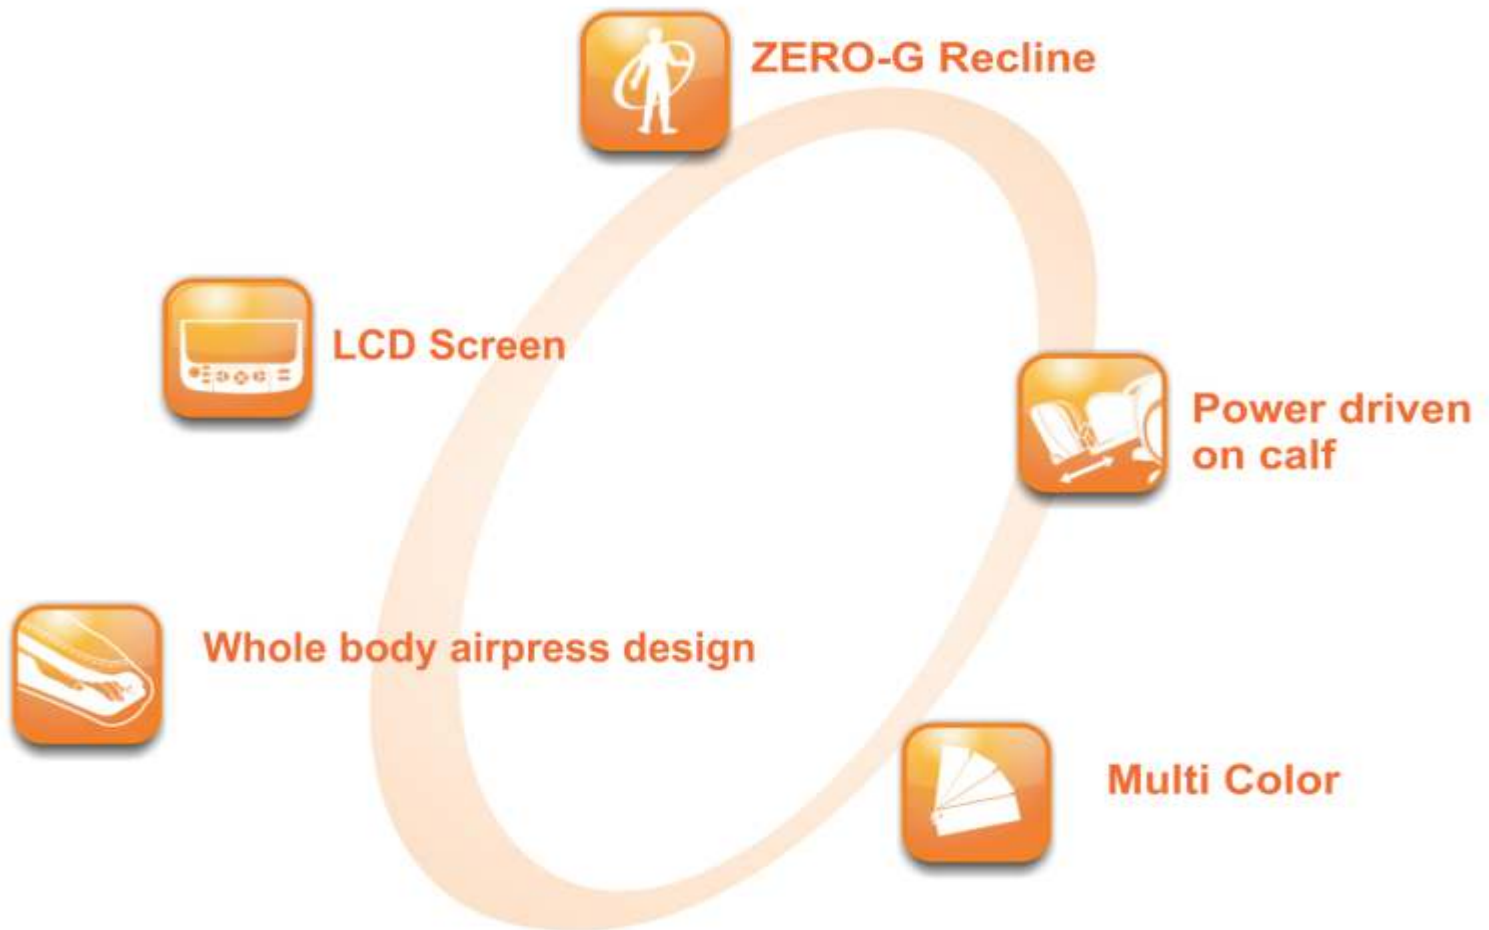 ZERO-G Recline
LCD Screen
Power driven
on calf
Whole body airpress design
Multi Color